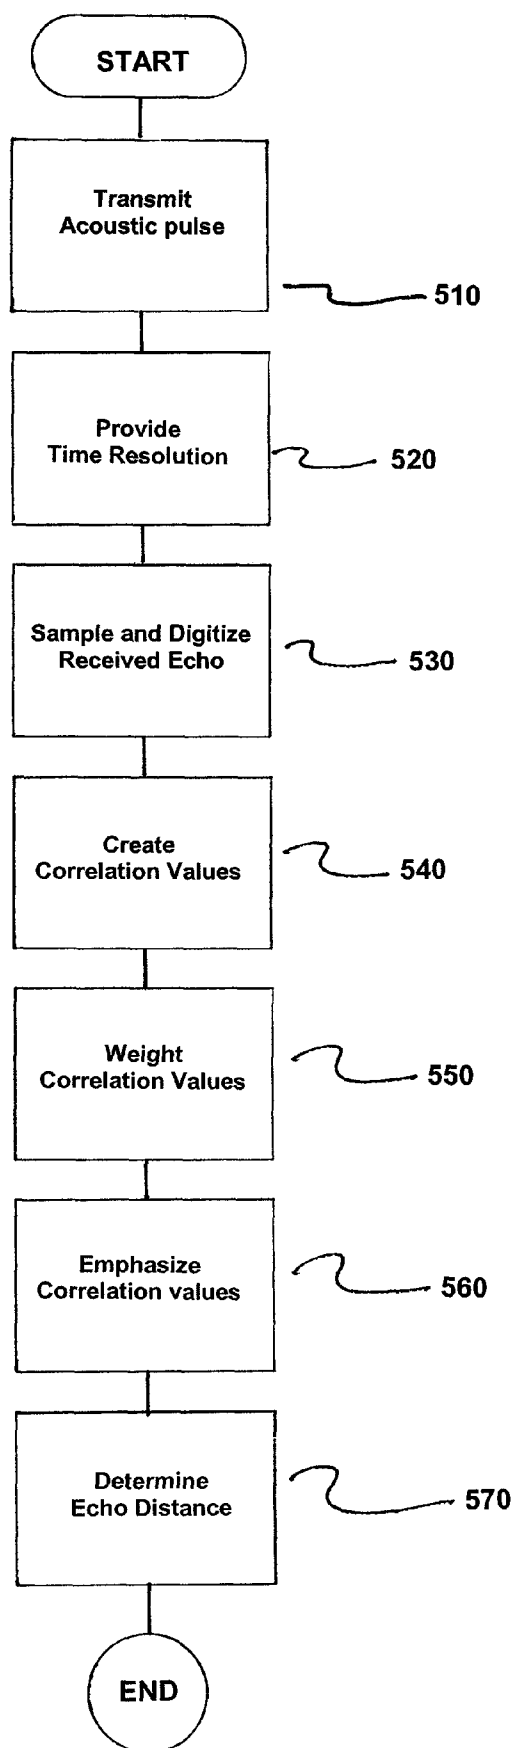 START
Transmit
Acoustic pulse
510
Provide
Time Resolution
520
Sample and Digitize
Received Echo
530
Create
Correlation Values
540
Weight
Correlation Values
550
Emphasize
Correlation values
560
Determine
Echo Distance
570
END